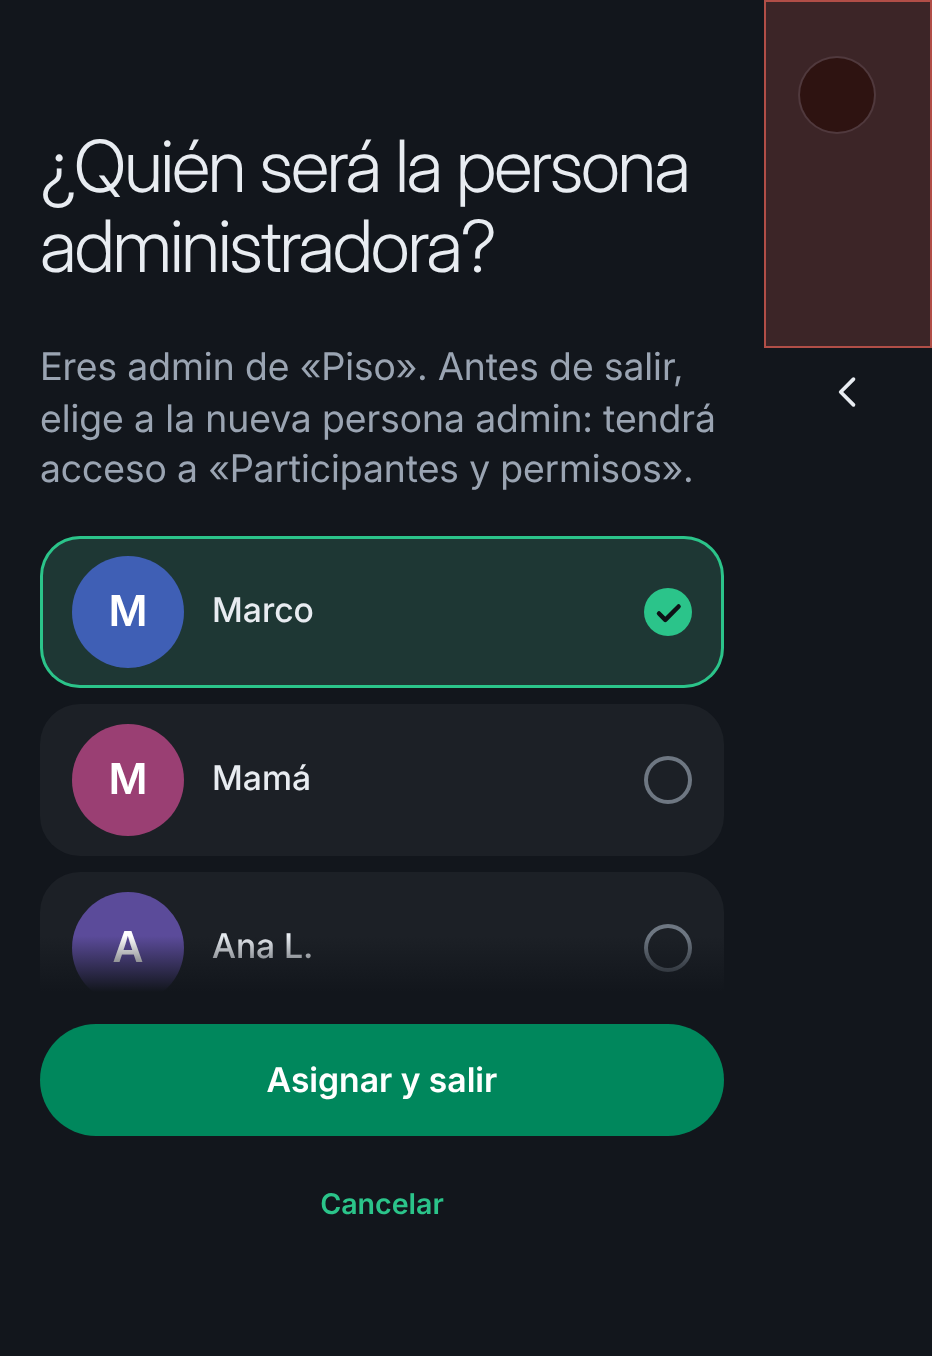 ¿Quién será la persona
administradora?
Eres admin de «Piso». Antes de salir,
elige a la nueva persona admin: tendrá
acceso a «Participantes y permisos».
M Marco
M Mamá
A Ana L.
Asignar y salir
Cancelar